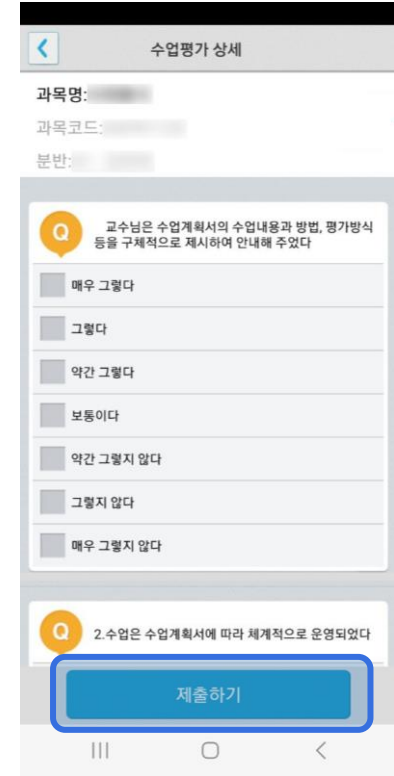 수업평가 상세
과목명:
과목코드:
분반:
Q
교수님은 수업계획서의 수업내용과 방법, 평가방식
등을 구체적으로 제시하여 안내해 주었다
매우 그렇다
그렇다
약간 그렇다
보통이다
약간 그렇지 않다
그렇지 않다
매우 그렇지 않다
Q
2.수업은 수업계획서에 따라 체계적으로 운영되었다
제출하기